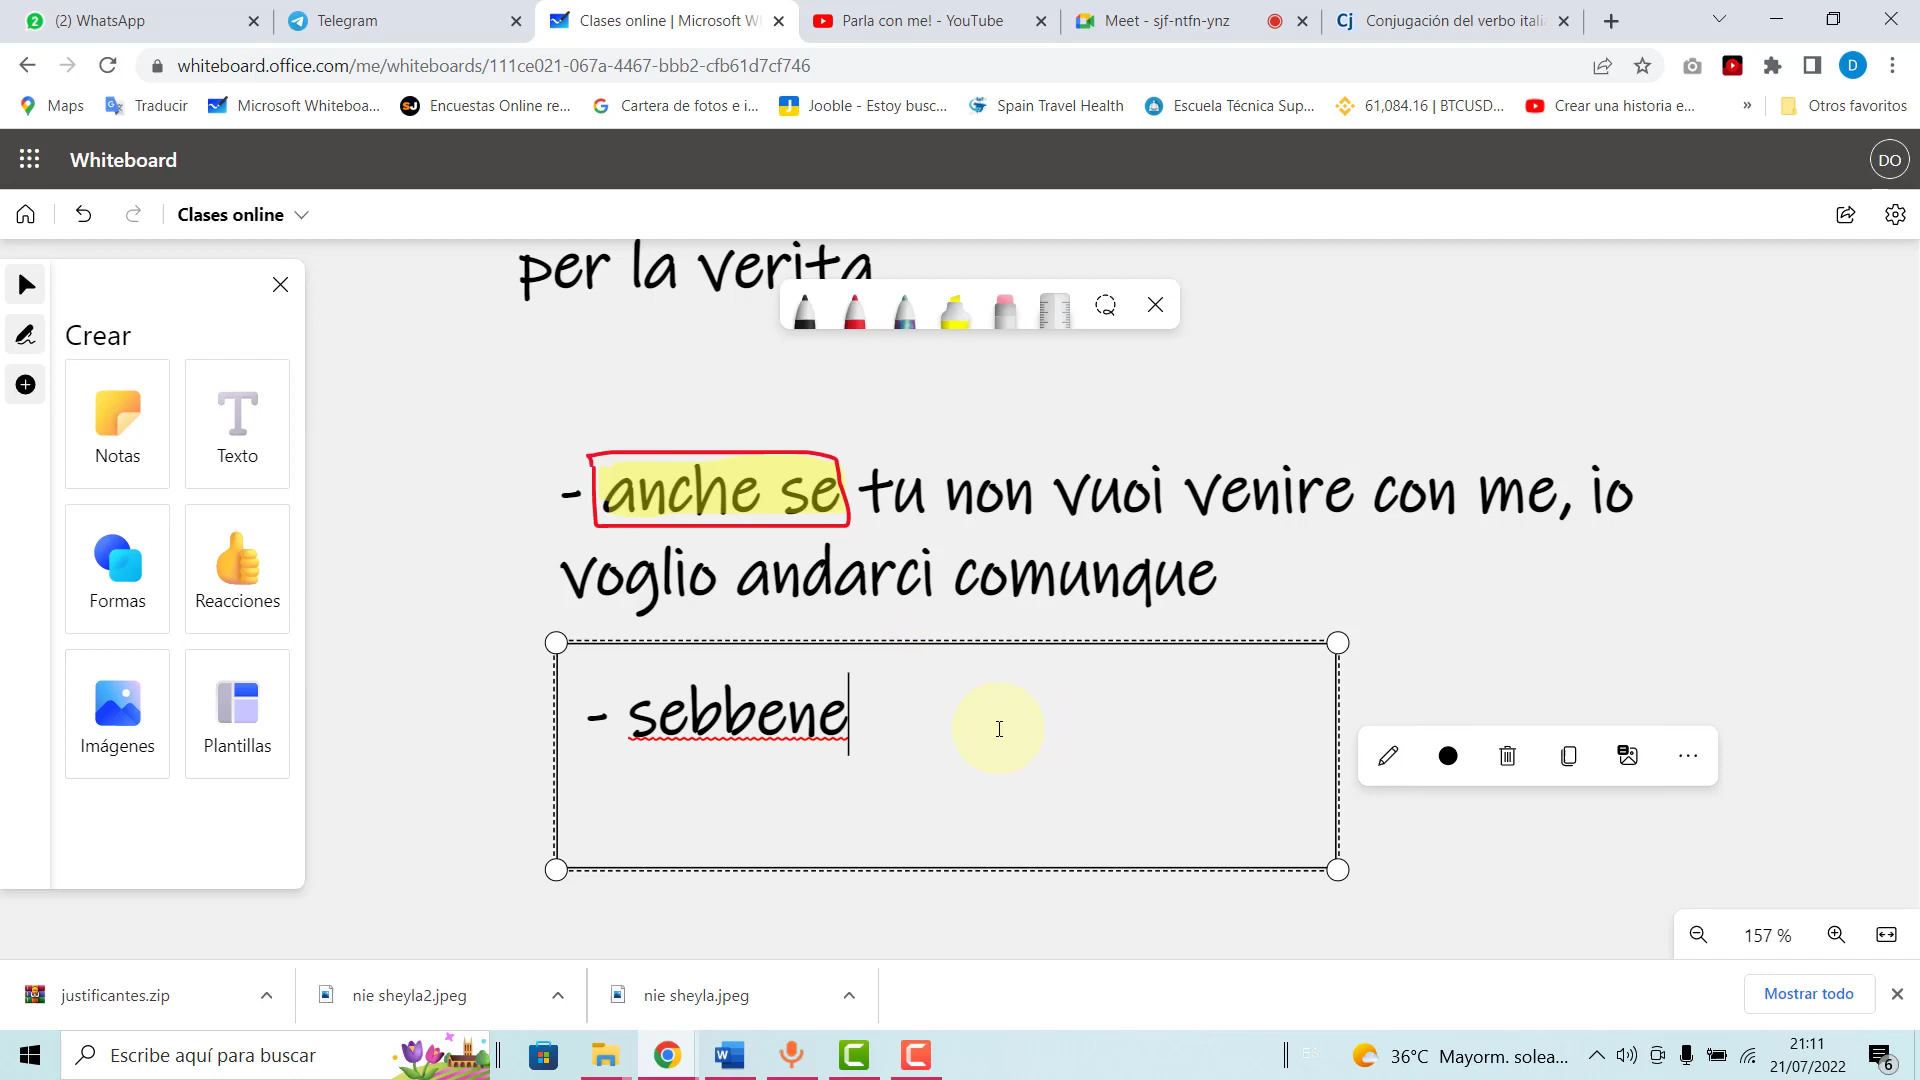 (2) WhatsApp
Telegram
Clases online | Microsoft W
Parla con me! - YouTube
Meet - sjf-ntfn-ynz
Cj Conjugación del verbo itali
whiteboard.office.com/me/whiteboards/111ce021-067a-4467-bbb2-cfb61d7cf746
D
Maps
Traducir
Microsoft Whiteboa...
SJ Encuestas Online re...
Cartera de fotos e i...
Jooble - Estoy busc...
Spain Travel Health
Escuela Técnica Sup...
61,084.16 | BTCUSD...
Crear una historia e...
»
Otros favoritos
Whiteboard
DO
Clases online
per la verita
Crear
Notas
Texto
Formas
Reacciones
Imágenes
Plantillas
- anche se tu non vuoi venire con me, io
voglio andarci comunque
- sebbene
157 %
justificantes.zip
nie sheyla2.jpeg
nie sheyla.jpeg
Mostrar todo
Escribe aquí para buscar
36°C Mayorm. solea...
21:11
21/07/2022
6